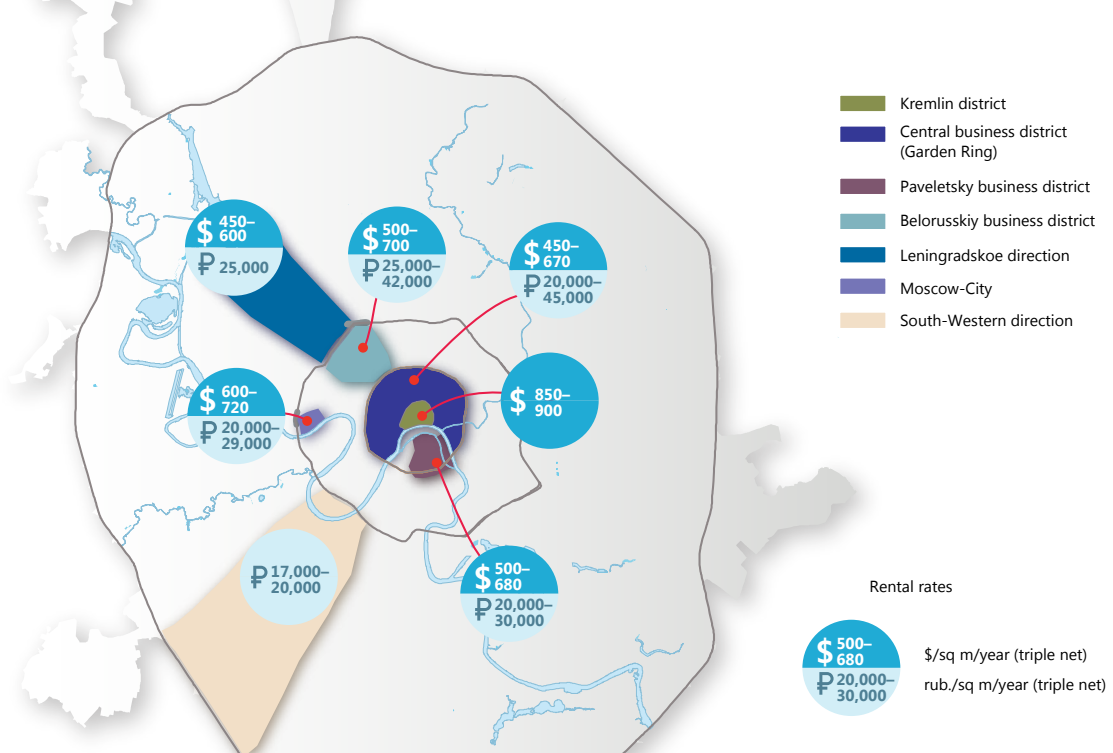 $ 450–
600
₽ 25,000
$ 500–
700
₽ 25,000–
42,000
$ 450–
670
₽ 20,000–
45,000
$ 600–
720
₽ 20,000–
29,000
$ 850–
900
₽ 17,000–
20,000
$ 500–
680
₽ 20,000–
30,000
Kremlin district
Central business district
(Garden Ring)
Paveletsky business district
Belorusskiy business district
Leningradskoe direction
Moscow-City
South-Western direction
Rental rates
$ 500–
680
₽ 20,000–
30,000
$/sq m/year (triple net)
rub./sq m/year (triple net)